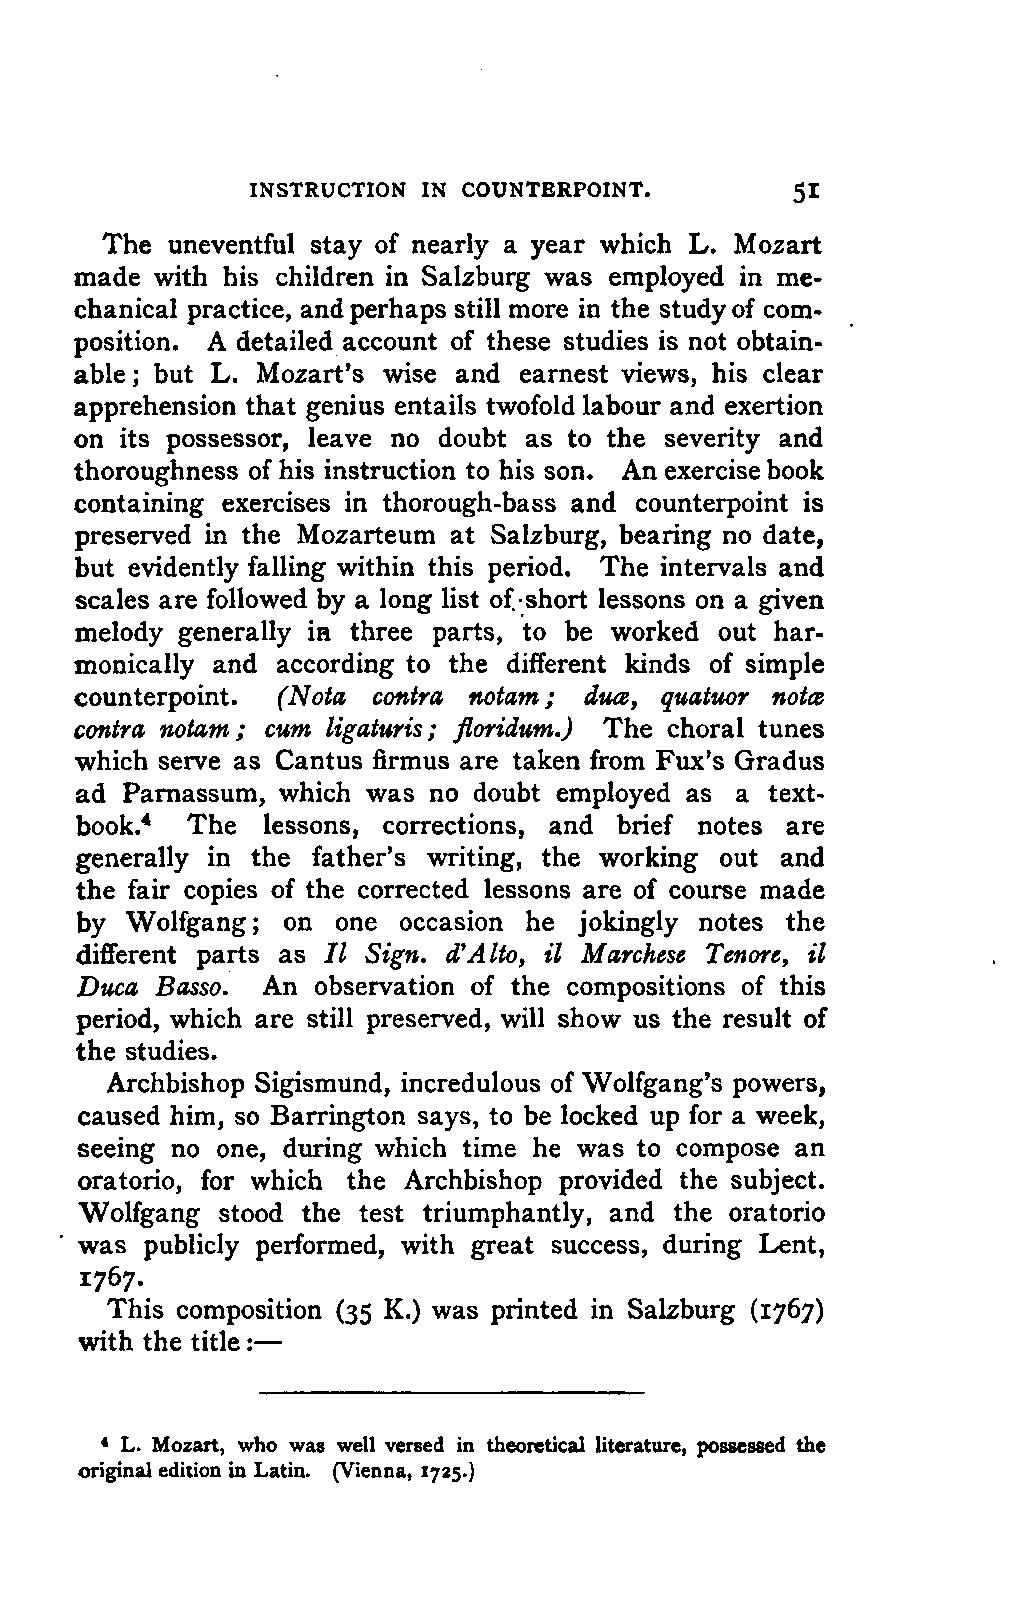 INSTRUCTION IN COUNTERPOINT. 51
The uneventful stay of nearly a year which L. Mozart
made with his children in Salzburg was employed in me-
chanical practice, and perhaps still more in the study of com-
position. A detailed account of these studies is not obtain-
able; but L. Mozart's wise and earnest views, his clear
apprehension that genius entails twofold labour and exertion
on its possessor, leave no doubt as to the severity and
thoroughness of his instruction to his son. An exercise book
containing exercises in thorough-bass and counterpoint is
preserved in the Mozarteum at Salzburg, bearing no date,
but evidently falling within this period. The intervals and
scales are followed by a long list of short lessons on a given
melody generally in three parts, to be worked out har-
monically and according to the different kinds of simple
counterpoint. (Nota contra notam; duæ, quatuor notæ
contra notam; cum ligaturis; floridum.) The choral tunes
which serve as Cantus firmus are taken from Fux's Gradus
ad Parnassum, which was no doubt employed as a text-
book.⁴ The lessons, corrections, and brief notes are
generally in the father's writing, the working out and
the fair copies of the corrected lessons are of course made
by Wolfgang; on one occasion he jokingly notes the
different parts as Il Sign. d'Alto, il Marchese Tenore, il
Duca Basso. An observation of the compositions of this
period, which are still preserved, will show us the result of
the studies.
Archbishop Sigismund, incredulous of Wolfgang's powers,
caused him, so Barrington says, to be locked up for a week,
seeing no one, during which time he was to compose an
oratorio, for which the Archbishop provided the subject.
Wolfgang stood the test triumphantly, and the oratorio
was publicly performed, with great success, during Lent,
1767.
This composition (35 K.) was printed in Salzburg (1767)
with the title:—
⁴ L. Mozart, who was well versed in theoretical literature, possessed the
original edition in Latin. (Vienna, 1725.)